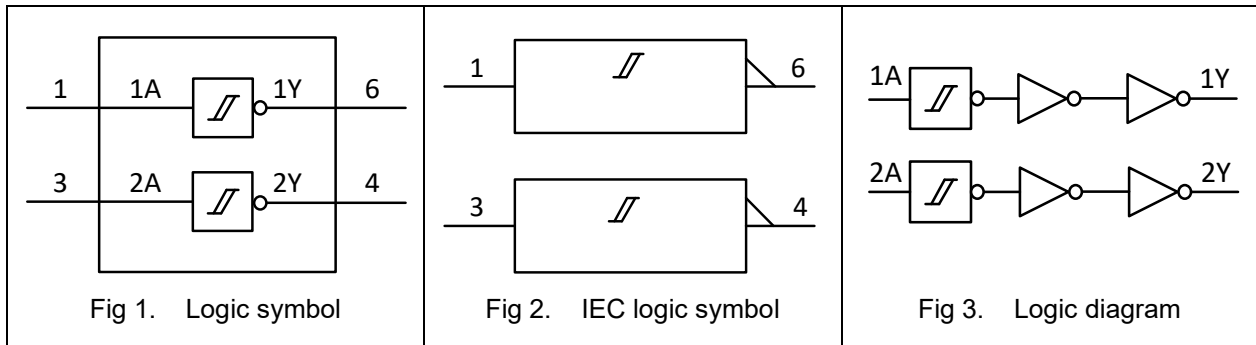 1 1A 1Y 6
3 2A 2Y 4
Fig 1. Logic symbol
1 6
3 4
Fig 2. IEC logic symbol
1A 1Y
2A 2Y
Fig 3. Logic diagram